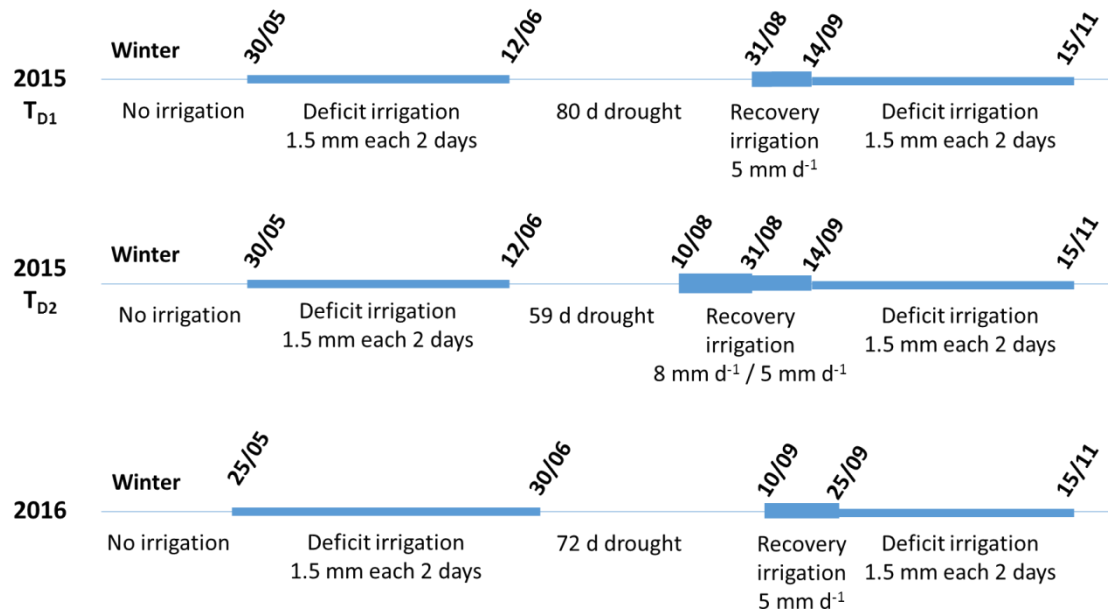 Winter
30/05
12/06
31/08
14/09
15/11
2015
T_D1
No irrigation
Deficit irrigation
1.5 mm each 2 days
80 d drought
Recovery
irrigation
5 mm d⁻¹
Deficit irrigation
1.5 mm each 2 days
Winter
30/05
12/06
10/08
31/08
14/09
15/11
2015
T_D2
No irrigation
Deficit irrigation
1.5 mm each 2 days
59 d drought
Recovery
irrigation
8 mm d⁻¹ / 5 mm d⁻¹
Deficit irrigation
1.5 mm each 2 days
Winter
25/05
30/06
10/09
25/09
15/11
2016
No irrigation
Deficit irrigation
1.5 mm each 2 days
72 d drought
Recovery
irrigation
5 mm d⁻¹
Deficit irrigation
1.5 mm each 2 days